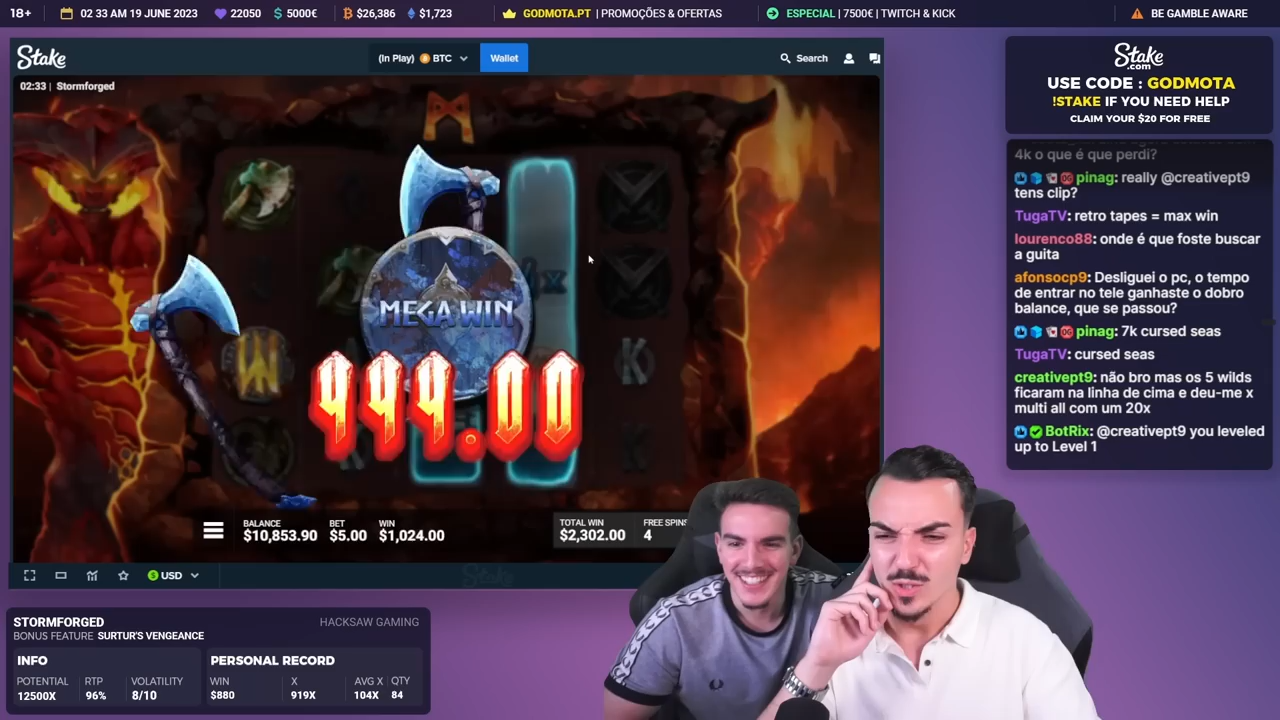 18+
02 33 AM 19 JUNE 2023
22050
$ 5000€
$26,386
$1,723
GODMOTA.PT | PROMOÇÕES & OFERTAS
ESPECIAL | 7500€ | TWITCH & KICK
BE GAMBLE AWARE
Stake
(In Play) BTC
Wallet
Search
02:33 | Stormforged
MEGA WIN
444.00
W
K
BALANCE
$10,853.90
BET
$5.00
WIN
$1,024.00
TOTAL WIN
$2,302.00
FREE SPINS
4
USD
Stake
STORMFORGED
HACKSAW GAMING
BONUS FEATURE SURTUR'S VENGEANCE
INFO
POTENTIAL
12500X
RTP
96%
VOLATILITY
8/10
PERSONAL RECORD
WIN
$880
X
919X
AVG X
104X
QTY
84
Stake
.com
USE CODE : GODMOTA
!STAKE IF YOU NEED HELP
CLAIM YOUR $20 FOR FREE
4k o que é que perdi?
pinag: really @creativept9
tens clip?
TugaTV: retro tapes = max win
lourenco88: onde é que foste buscar
a guita
afonsocp9: Desliguei o pc, o tempo
de entrar no tele ganhaste o dobro
balance, que se passou?
pinag: 7k cursed seas
TugaTV: cursed seas
creativept9: não bro mas os 5 wilds
ficaram na linha de cima e deu-me x
multi all com um 20x
BotRix: @creativept9 you leveled
up to Level 1